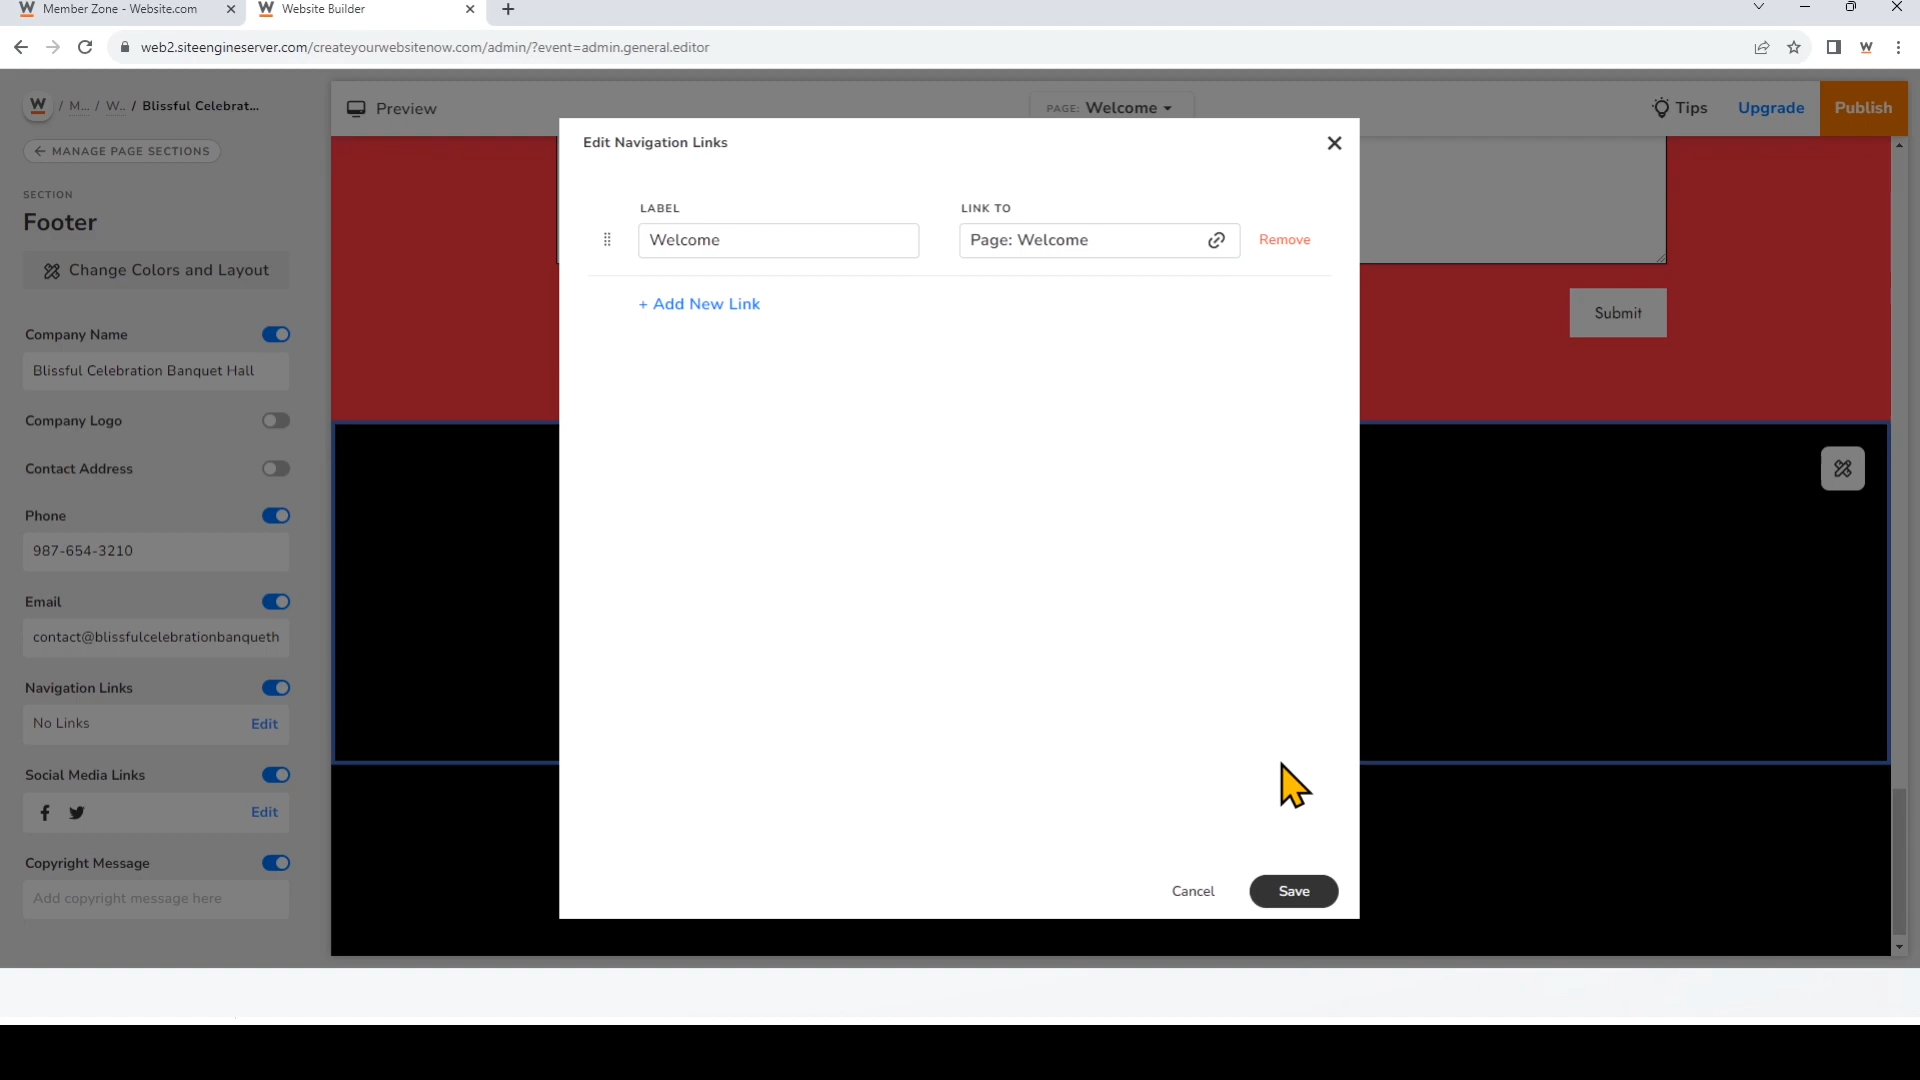 Member Zone - Website.com
Website Builder
web2.siteengineserver.com/createyourwebsitenow.com/admin/?event=admin.general.editor
W / M... / W.. / Blissful Celebrat...
Preview
PAGE: Welcome
Tips
Upgrade
Publish
MANAGE PAGE SECTIONS
SECTION
Footer
Change Colors and Layout
Company Name
Blissful Celebration Banquet Hall
Company Logo
Contact Address
Phone
987-654-3210
Email
contact@blissfulcelebrationbanqueth
Navigation Links
No Links
Edit
Social Media Links
Edit
Copyright Message
Add copyright message here
Edit Navigation Links
LABEL
LINK TO
Welcome
Page: Welcome
Remove
+ Add New Link
Cancel
Save
Submit